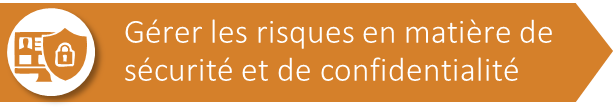 Gérer les risques en matière de
sécurité et de confidentialité